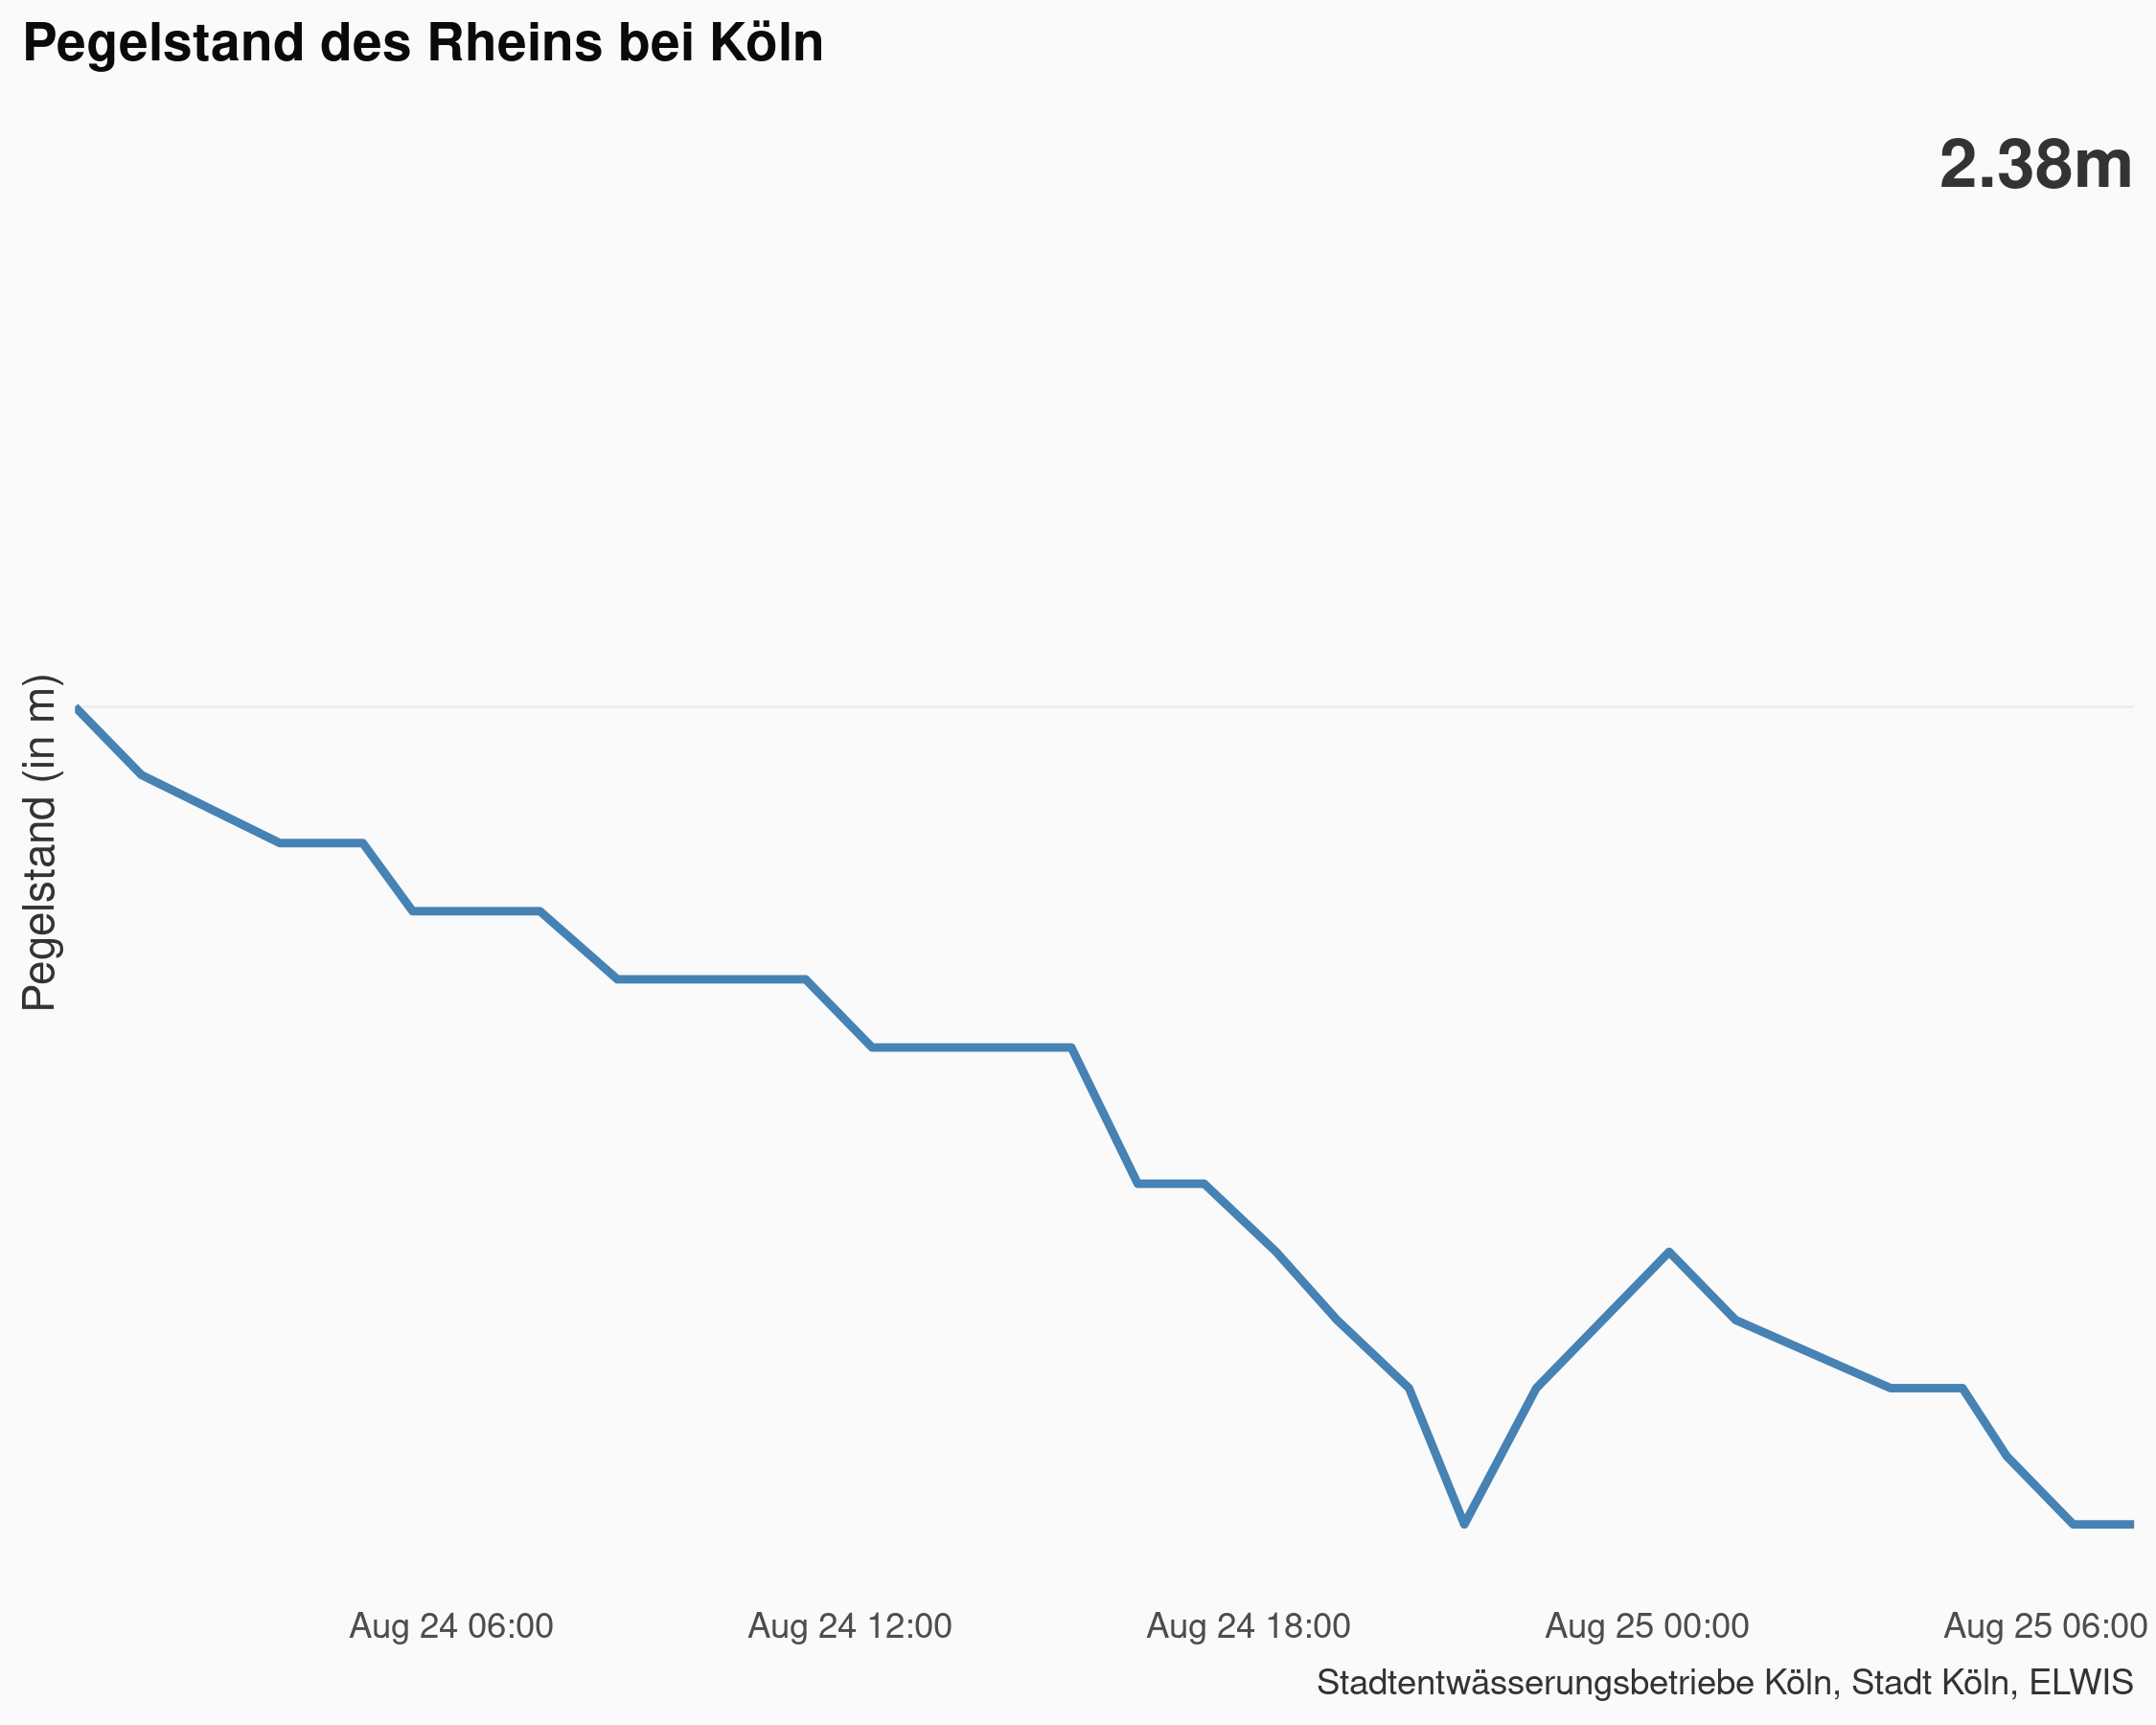 Pegelstand des Rheins bei Köln
2.38m
Pegelstand (in m)
Aug 24 06:00
Aug 24 12:00
Aug 24 18:00
Aug 25 00:00
Aug 25 06:00
Stadtentwässerungsbetriebe Köln, Stadt Köln, ELWIS